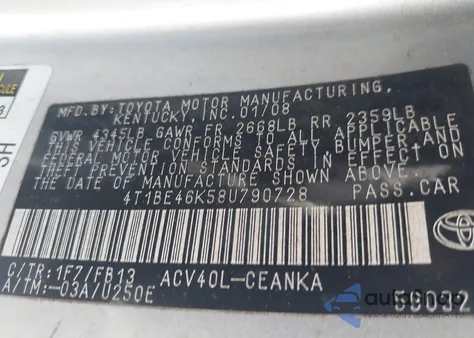 MFD.BY:TOYOTA MOTOR MANUFACTURING,
KENTUCKY, INC. 01/08
GVWR 4345LB GAWR FR 2668LB RR 2359LB
THIS VEHICLE CONFORMS TO ALL APPLICABLE
FEDERAL MOTOR VEHICLE SAFETY, BUMPER, AND
THEFT PREVENTION STANDARDS IN EFFECT ON
THE DATE OF MANUFACTURE SHOWN ABOVE.
4T1BE46K58U790728 PASS.CAR
C/TR:1F7/FB13 ACV40L-CEANKA
A/TM:-03A/U250E
TOYOTA
SH